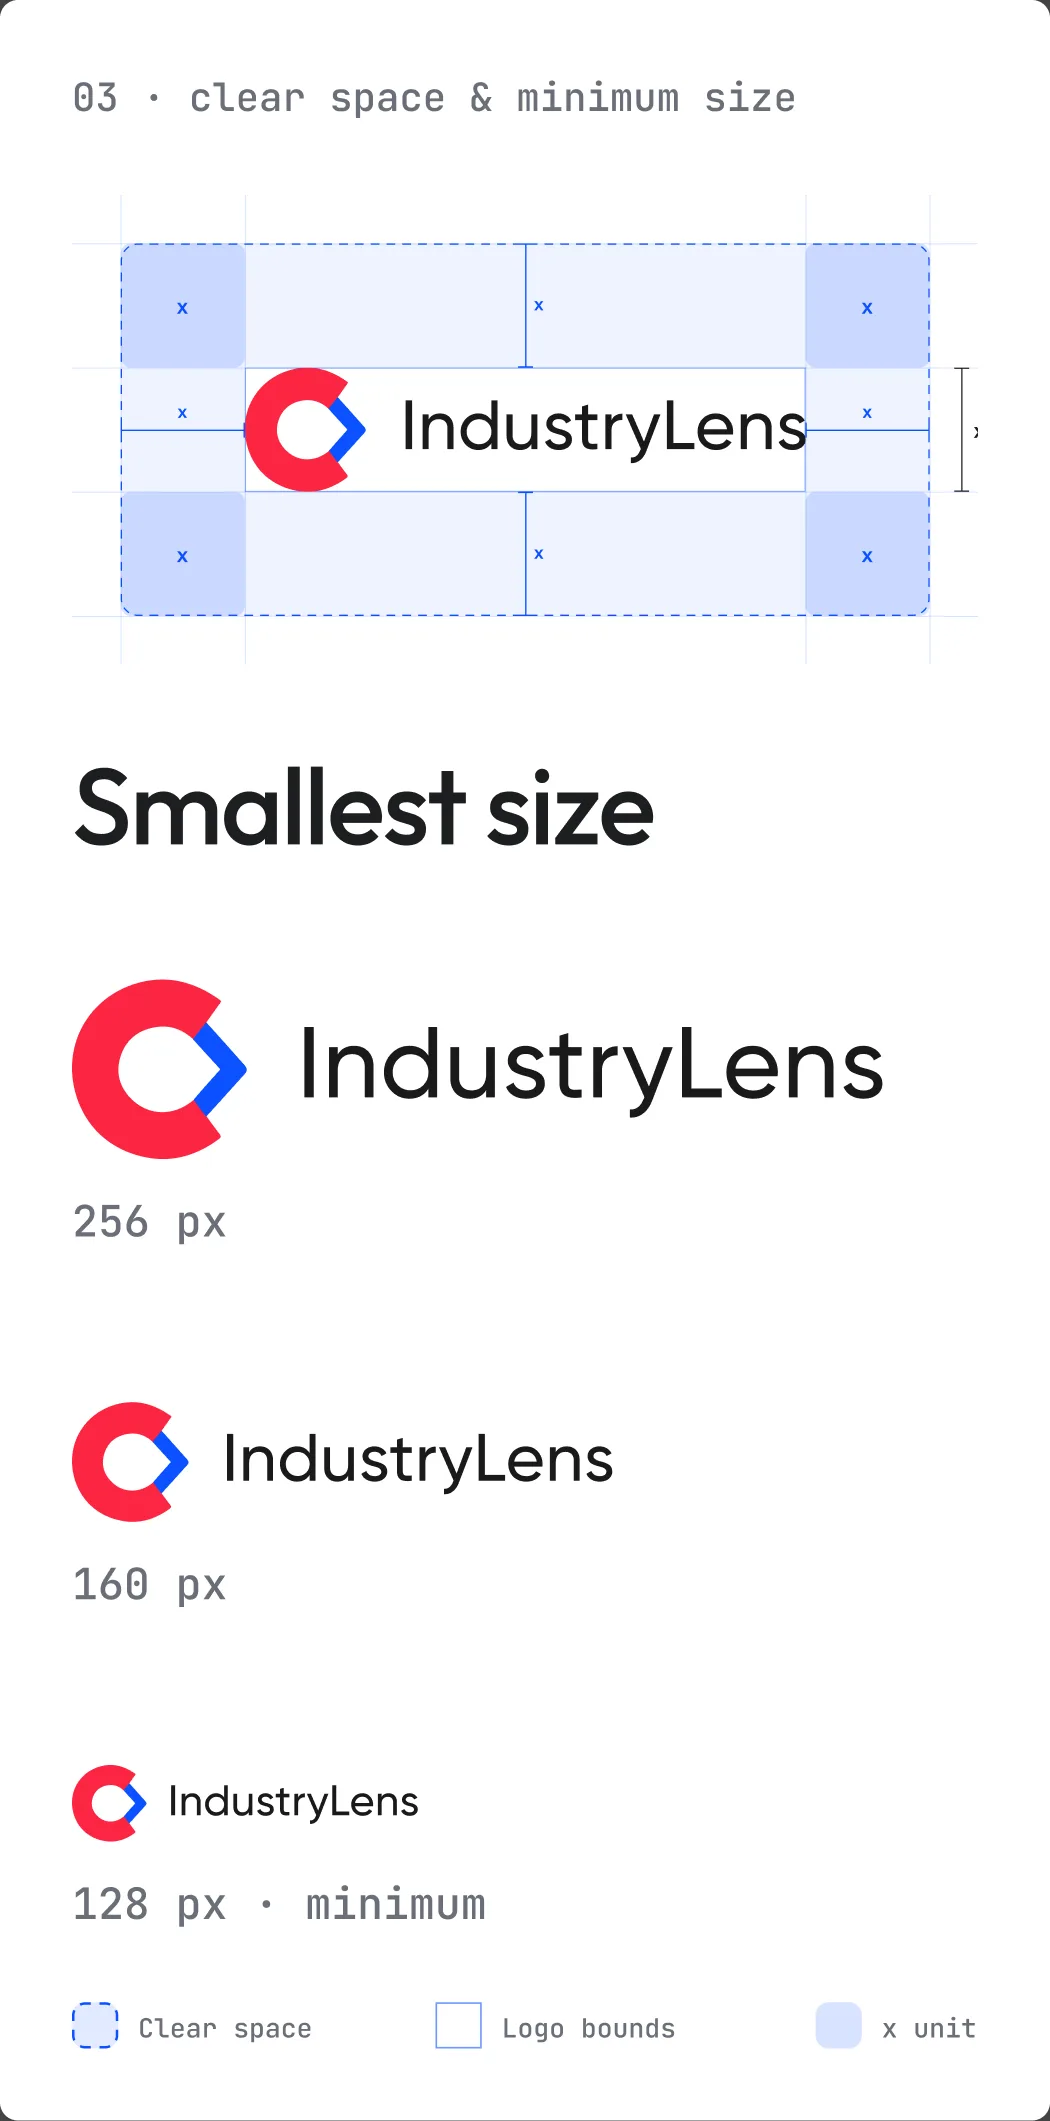 03 · clear space & minimum size
x x x
x IndustryLens x
x x x
Smallest size
IndustryLens
256 px
IndustryLens
160 px
IndustryLens
128 px · minimum
Clear space Logo bounds x unit